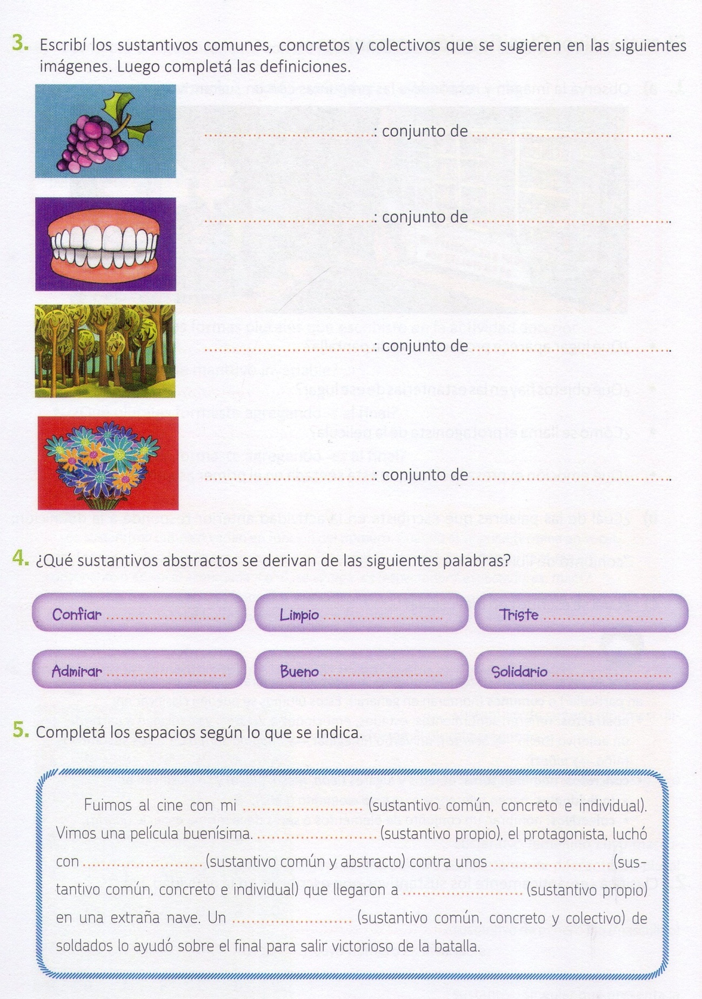 3. Escribí los sustantivos comunes, concretos y colectivos que se sugieren en las siguientes
imágenes. Luego completá las definiciones.
........................................: conjunto de ...............................................
........................................: conjunto de ...............................................
........................................: conjunto de ...............................................
........................................: conjunto de ...............................................
4. ¿Qué sustantivos abstractos se derivan de las siguientes palabras?
Confiar ........................ Limpio ........................ Triste ........................
Admirar ........................ Bueno ........................ Solidario ........................
5. Completá los espacios según lo que se indica.
Fuimos al cine con mi ........................ (sustantivo común, concreto e individual).
Vimos una película buenísima. ........................ (sustantivo propio), el protagonista, luchó
con ........................ (sustantivo común y abstracto) contra unos ........................ (sus-
tantivo común, concreto e individual) que llegaron a ........................ (sustantivo propio)
en una extraña nave. Un ........................ (sustantivo común, concreto y colectivo) de
soldados lo ayudó sobre el final para salir victorioso de la batalla.